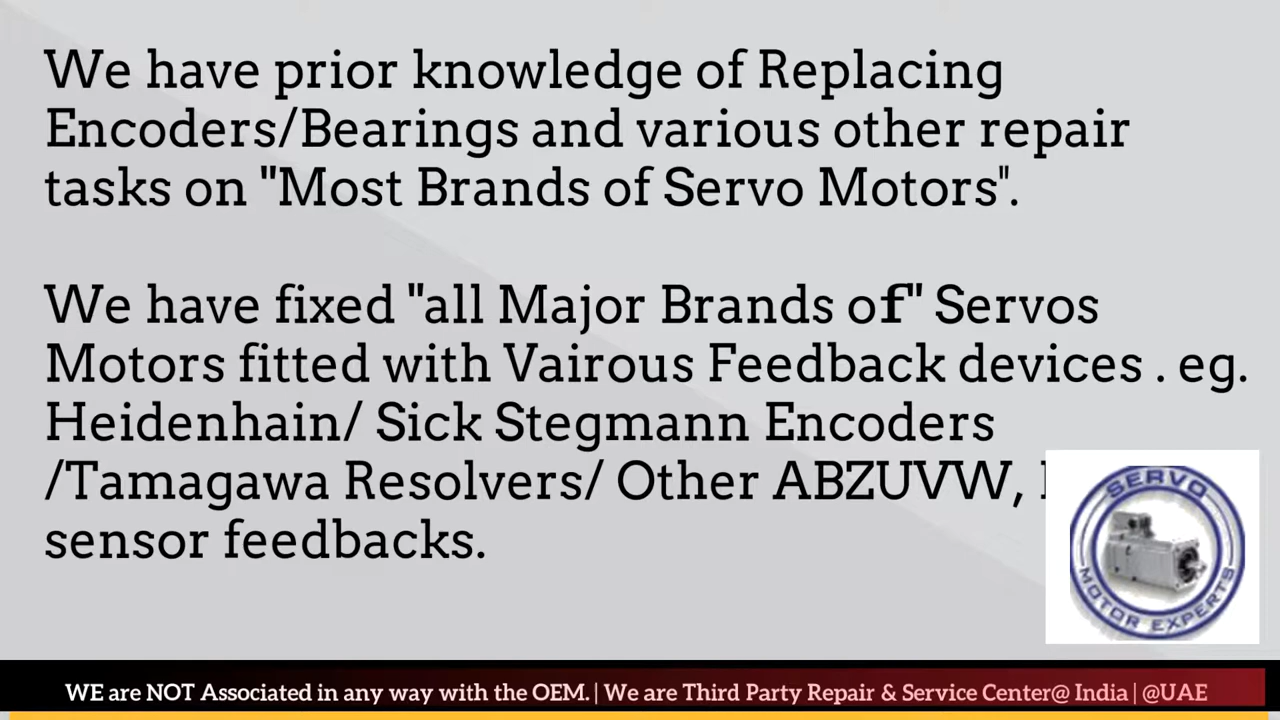 We have prior knowledge of Replacing
Encoders/Bearings and various other repair
tasks on "Most Brands of Servo Motors".
We have fixed "all Major Brands of" Servos
Motors fitted with Vairous Feedback devices . eg.
Heidenhain/ Sick Stegmann Encoders
/Tamagawa Resolvers/ Other ABZUVW,
sensor feedbacks.
SERVO
MOTOR EXPERTS
WE are NOT Associated in any way with the OEM. | We are Third Party Repair & Service Center@ India | @UAE